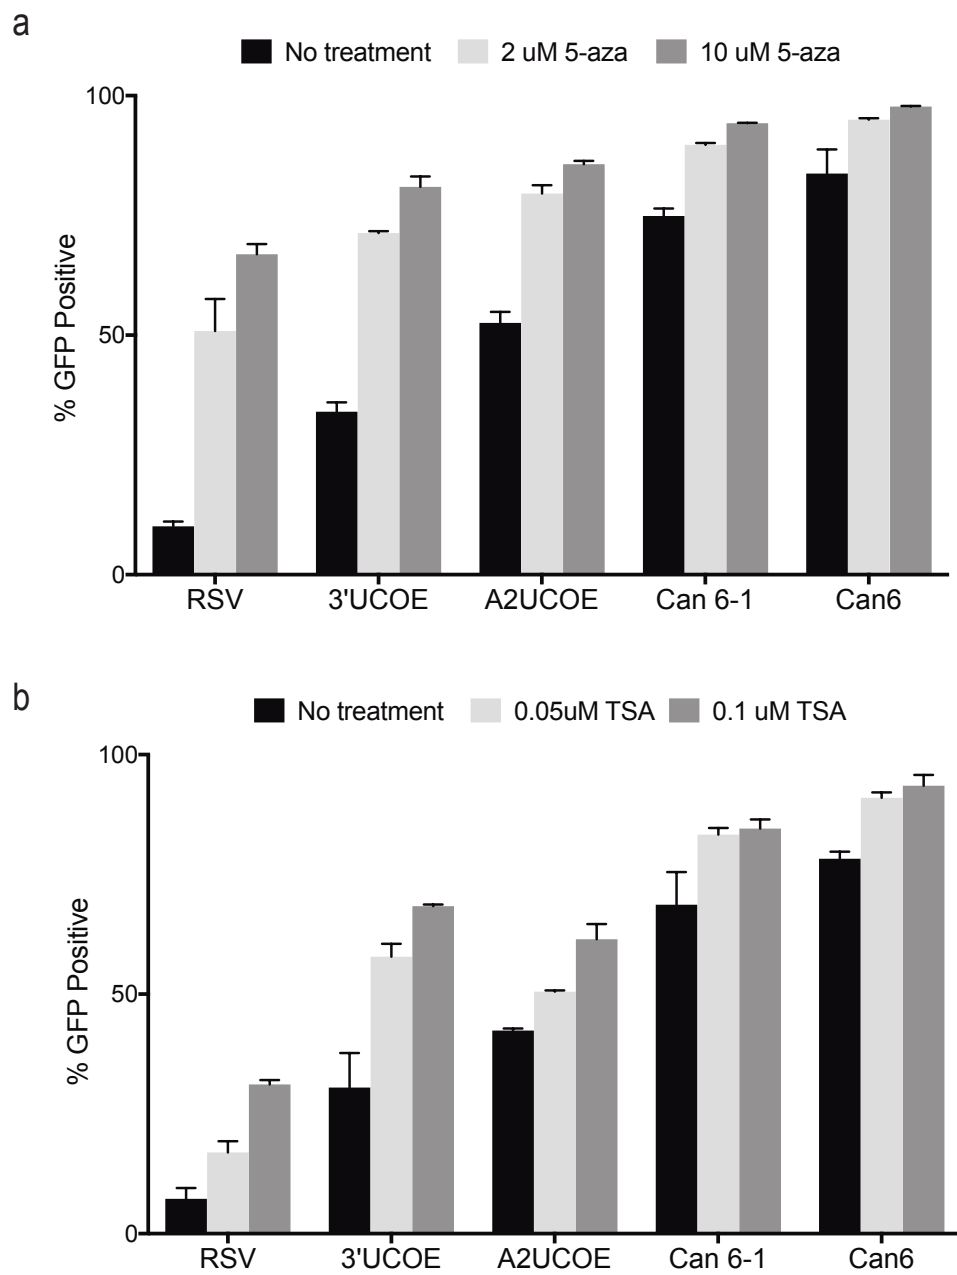 a
No treatment 2 uM 5-aza 10 uM 5-aza
100
50
0
% GFP Positive
RSV 3'UCOE A2UCOE Can 6-1 Can6
b
No treatment 0.05uM TSA 0.1 uM TSA
100
50
0
% GFP Positive
RSV 3'UCOE A2UCOE Can 6-1 Can6